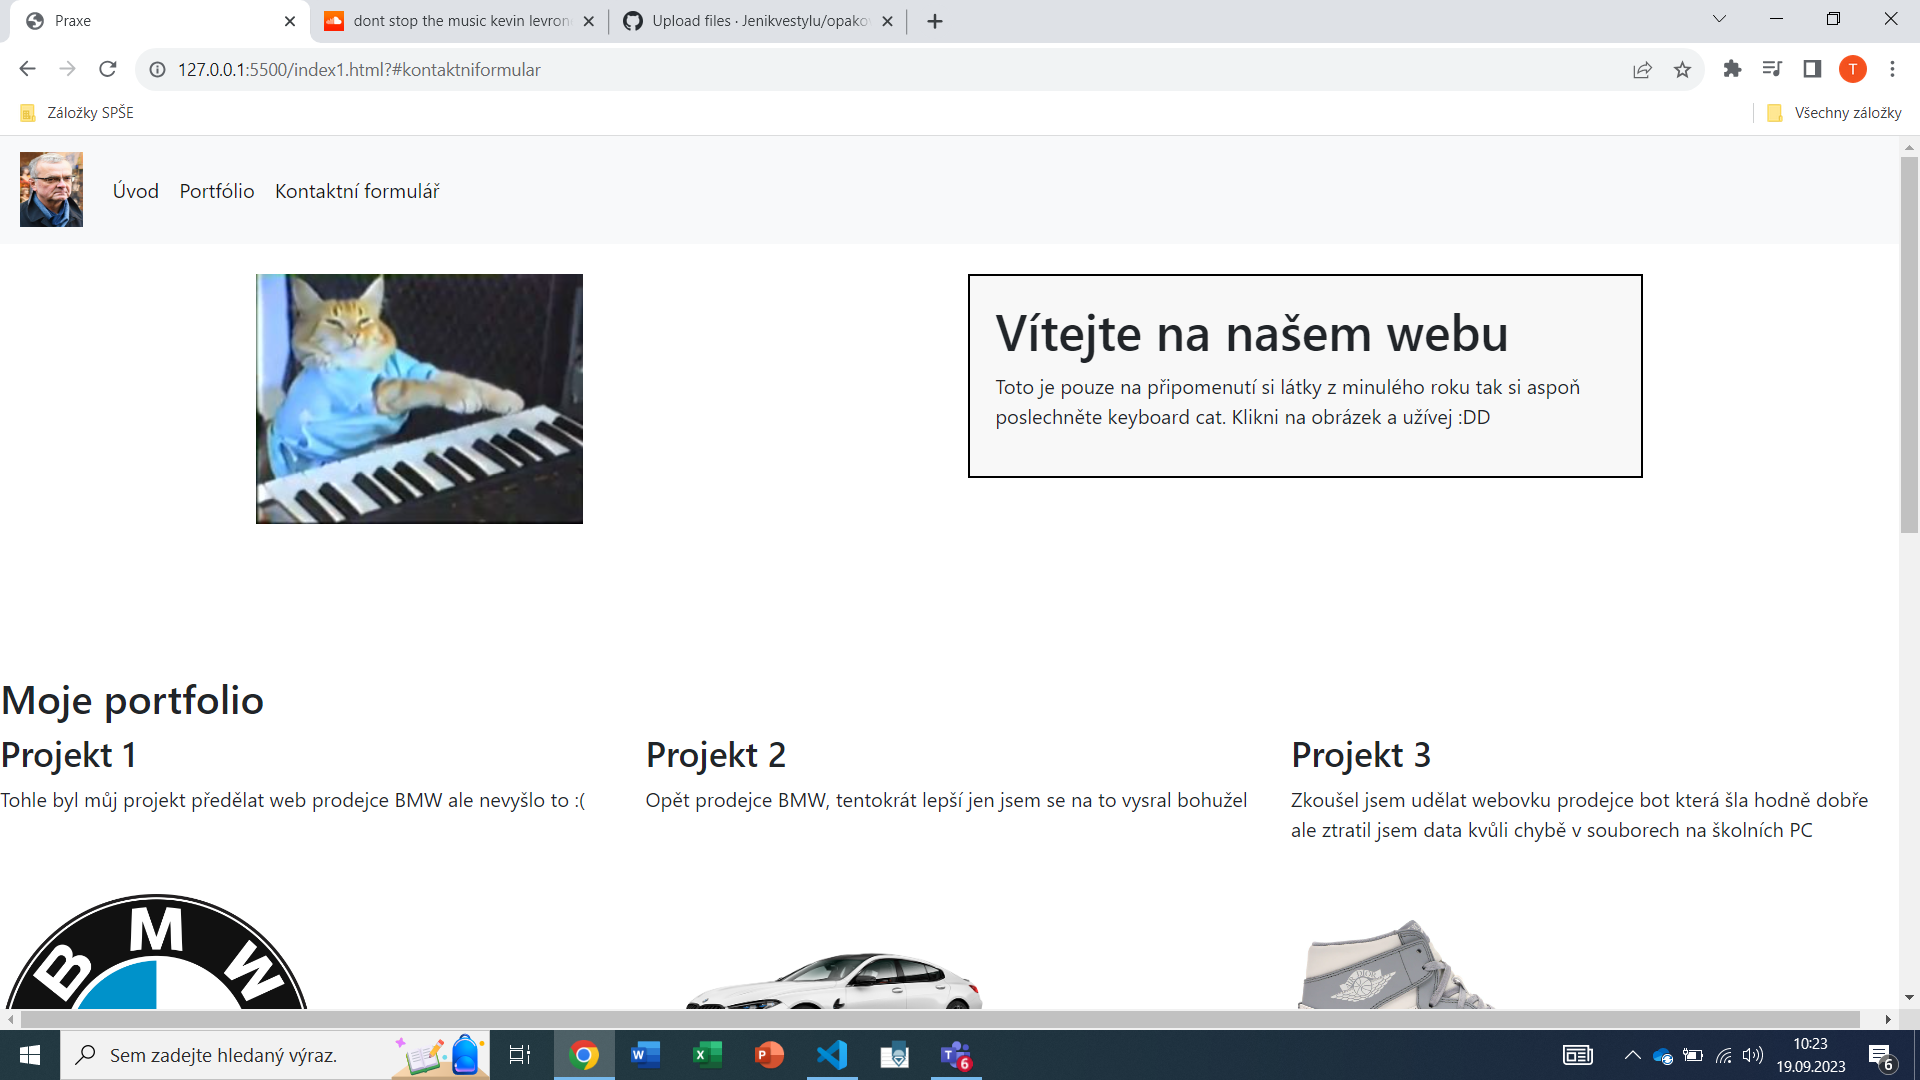 Praxe
dont stop the music kevin levron
Upload files · Jenikvestylu/opako
127.0.0.1:5500/index1.html?#kontaktniformular
T
Záložky SPŠE
Všechny záložky
Úvod
Portfólio
Kontaktní formulář
Vítejte na našem webu
Toto je pouze na připomenutí si látky z minulého roku tak si aspoň
poslechněte keyboard cat. Klikni na obrázek a užívej :DD
Moje portfolio
Projekt 1
Tohle byl můj projekt předělat web prodejce BMW ale nevyšlo to :(
Projekt 2
Opět prodejce BMW, tentokrát lepší jen jsem se na to vysral bohužel
Projekt 3
Zkoušel jsem udělat webovku prodejce bot která šla hodně dobře
ale ztratil jsem data kvůli chybě v souborech na školních PC
BMW
Sem zadejte hledaný výraz.
W
X
P
T
6
10:23
19.09.2023
6